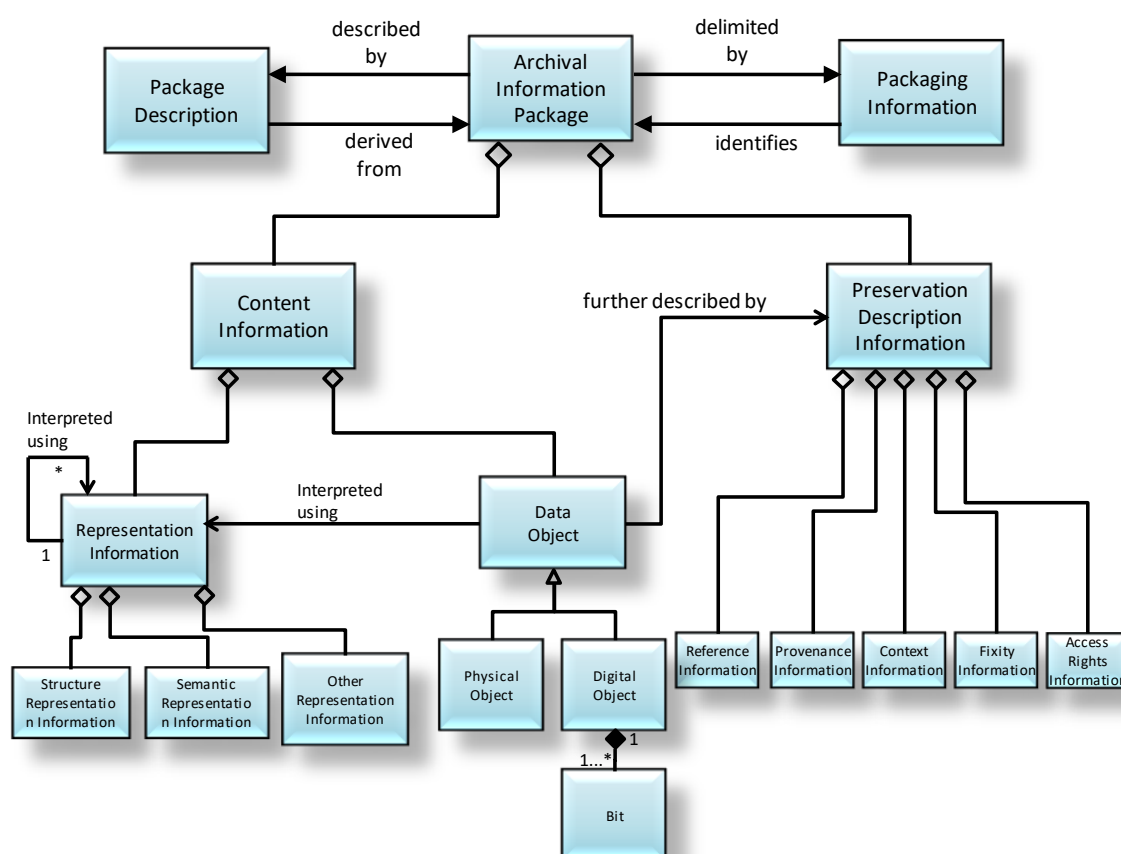 described
by
delimited
by
Package
Description
Archival
Information
Package
Packaging
Information
derived
from
identifies
Content
Information
further described by
Preservation
Description
Information
Interpreted
using
*
1
Representation
Information
Interpreted
using
Data
Object
Structure
Representatio
n Information
Semantic
Representatio
n Information
Other
Representation
Information
Physical
Object
Digital
Object
Reference
Information
Provenance
Information
Context
Information
Fixity
Information
Access
Rights
Information
1
1...*
Bit